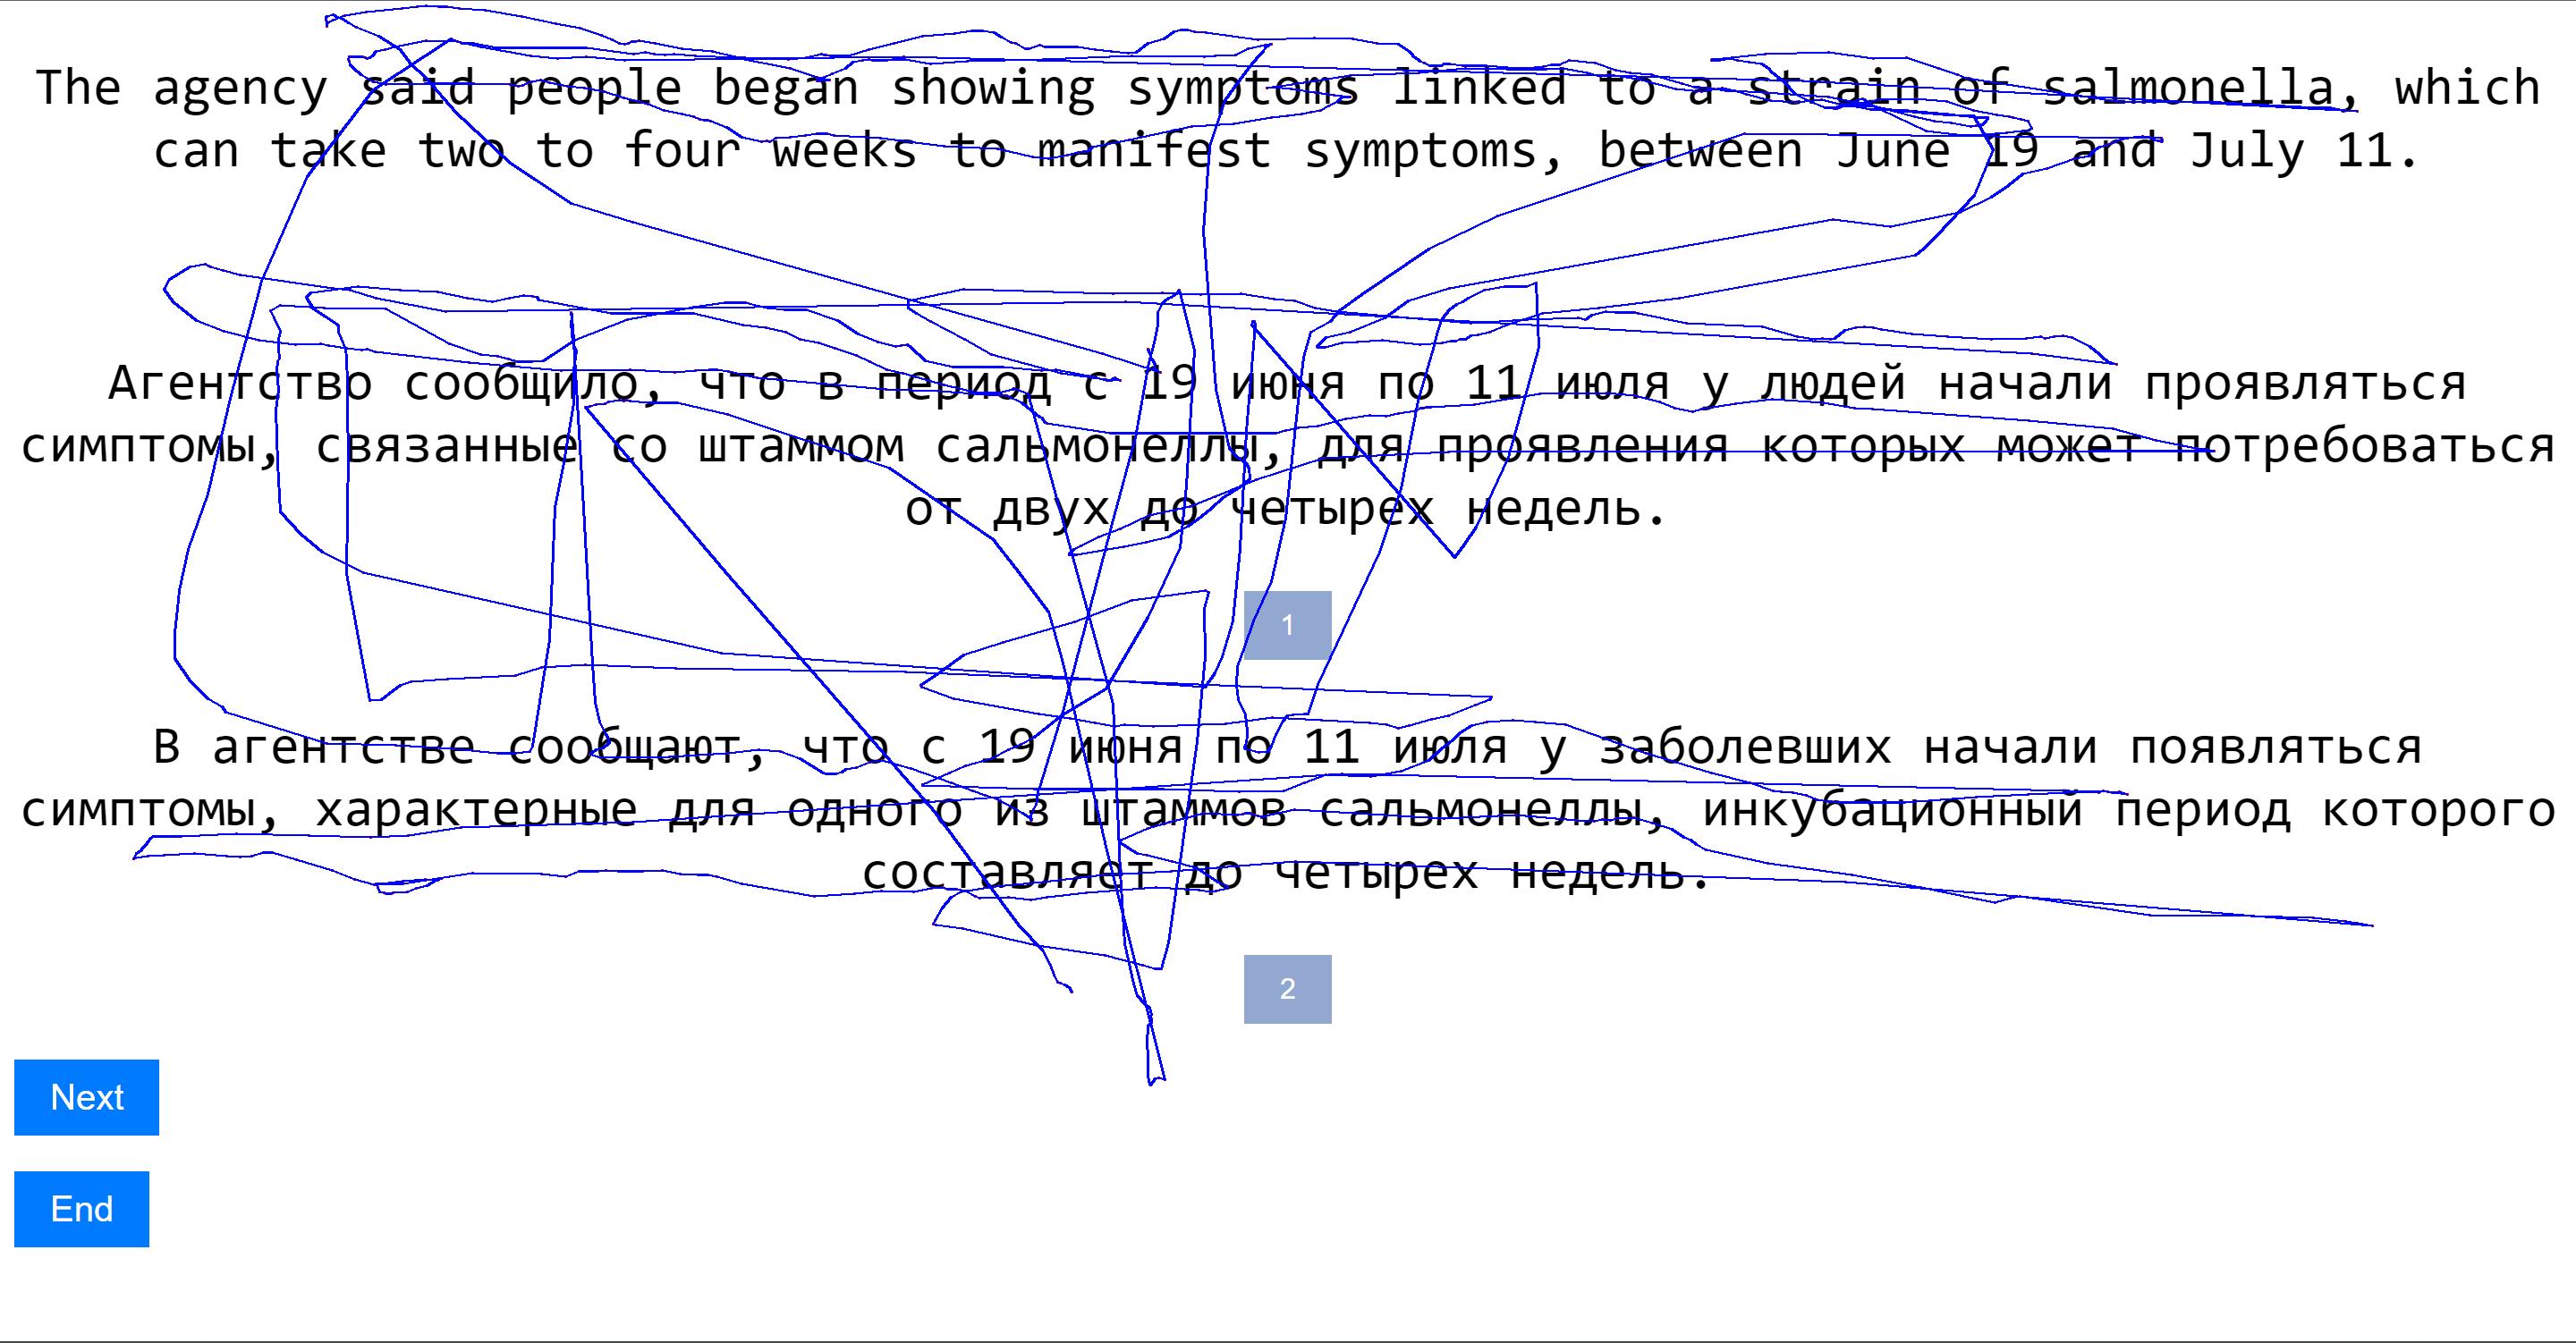 The agency said people began showing symptoms linked to a strain of salmonella, which
can take two to four weeks to manifest symptoms, between June 19 and July 11.
Агентство сообщило, что в период с 19 июня по 11 июля у людей начали проявляться
симптомы, связанные со штаммом сальмонеллы, для проявления которых может потребоваться
от двух до четырех недель.
1
В агентстве сообщают, что с 19 июня по 11 июля у заболевших начали появляться
симптомы, характерные для одного из штаммов сальмонеллы, инкубационный период которого
составляет до четырех недель.
2
Next
End